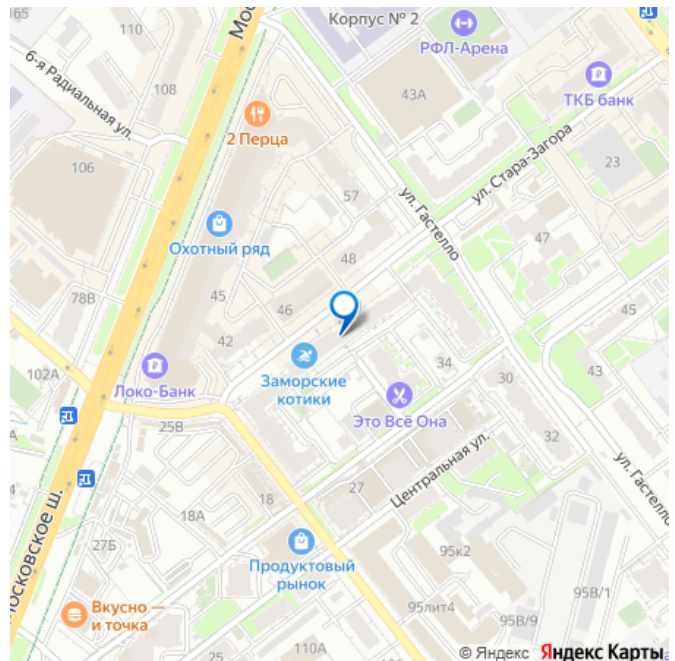 110
Корпус № 2
РФЛ-Арена
Мос
6-я Радиальная ул.
108
43А
ТКБ банк
2 Перца
106
ул. Стара-Загора
23
57
ул. Гастелло
Охотный ряд
48
47
78В
45
46
45
42
102А
Локо-Банк
Заморские
котики
34
30
43
Это Всё Она
25В
32
Центральная ул.
ул. Гастелло
27
18
18А
Московское ш.
27Б
95к2
Продуктовый
рынок
95В/1
Вкусно —
и точка
95лит4
95В/9
110А
© Яндекс Яндекс Карты